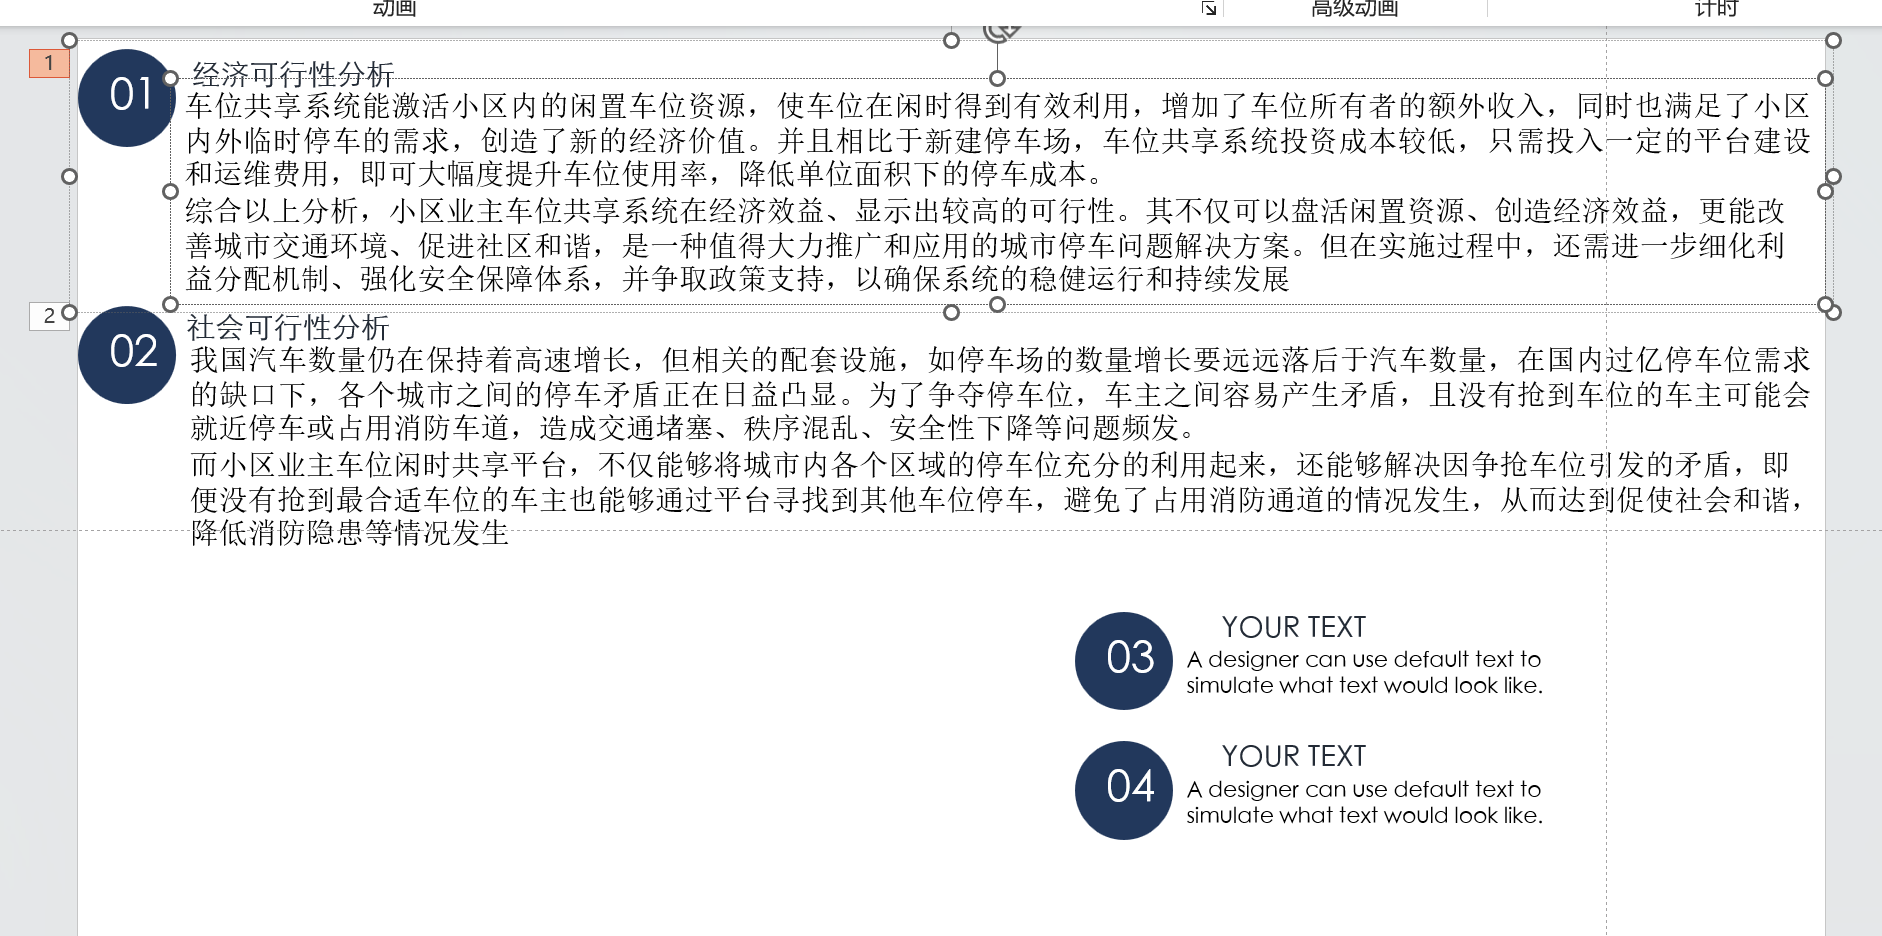 动画
高级动画
计时
1
01
经济可行性分析
车位共享系统能激活小区内的闲置车位资源，使车位在闲时得到有效利用，增加了车位所有者的额外收入，同时也满足了小区
内外临时停车的需求，创造了新的经济价值。并且相比于新建停车场，车位共享系统投资成本较低，只需投入一定的平台建设
和运维费用，即可大幅度提升车位使用率，降低单位面积下的停车成本。
综合以上分析，小区业主车位共享系统在经济效益、显示出较高的可行性。其不仅可以盘活闲置资源、创造经济效益，更能改
善城市交通环境、促进社区和谐，是一种值得大力推广和应用的城市停车问题解决方案。但在实施过程中，还需进一步细化利
益分配机制、强化安全保障体系，并争取政策支持，以确保系统的稳健运行和持续发展
2
02
社会可行性分析
我国汽车数量仍在保持着高速增长，但相关的配套设施，如停车场的数量增长要远远落后于汽车数量，在国内过亿停车位需求
的缺口下，各个城市之间的停车矛盾正在日益凸显。为了争夺停车位，车主之间容易产生矛盾，且没有抢到车位的车主可能会
就近停车或占用消防车道，造成交通堵塞、秩序混乱、安全性下降等问题频发。
而小区业主车位闲时共享平台，不仅能够将城市内各个区域的停车位充分的利用起来，还能够解决因争抢车位引发的矛盾，即
便没有抢到最合适车位的车主也能够通过平台寻找到其他车位停车，避免了占用消防通道的情况发生，从而达到促使社会和谐，
降低消防隐患等情况发生
03
YOUR TEXT
A designer can use default text to
simulate what text would look like.
04
YOUR TEXT
A designer can use default text to
simulate what text would look like.